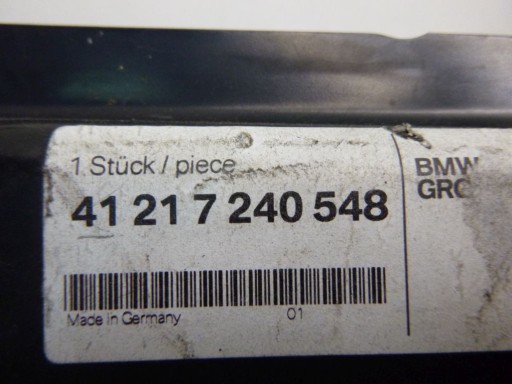 1 Stück / piece
41 21 7 240 548
Made in Germany 01
BMW